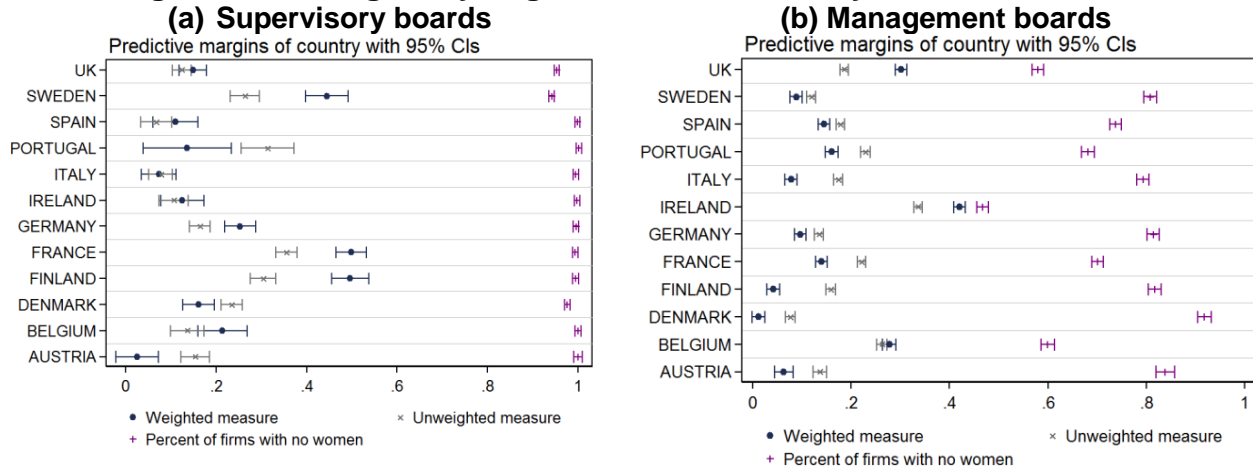 (a) Supervisory boards
Predictive margins of country with 95% CIs
UK
SWEDEN
SPAIN
PORTUGAL
ITALY
IRELAND
GERMANY
FRANCE
FINLAND
DENMARK
BELGIUM
AUSTRIA
0 .2 .4 .6 .8 1
Weighted measure
Unweighted measure
Percent of firms with no women
(b) Management boards
Predictive margins of country with 95% CIs
UK
SWEDEN
SPAIN
PORTUGAL
ITALY
IRELAND
GERMANY
FRANCE
FINLAND
DENMARK
BELGIUM
AUSTRIA
0 .2 .4 .6 .8 1
Weighted measure
Unweighted measure
Percent of firms with no women